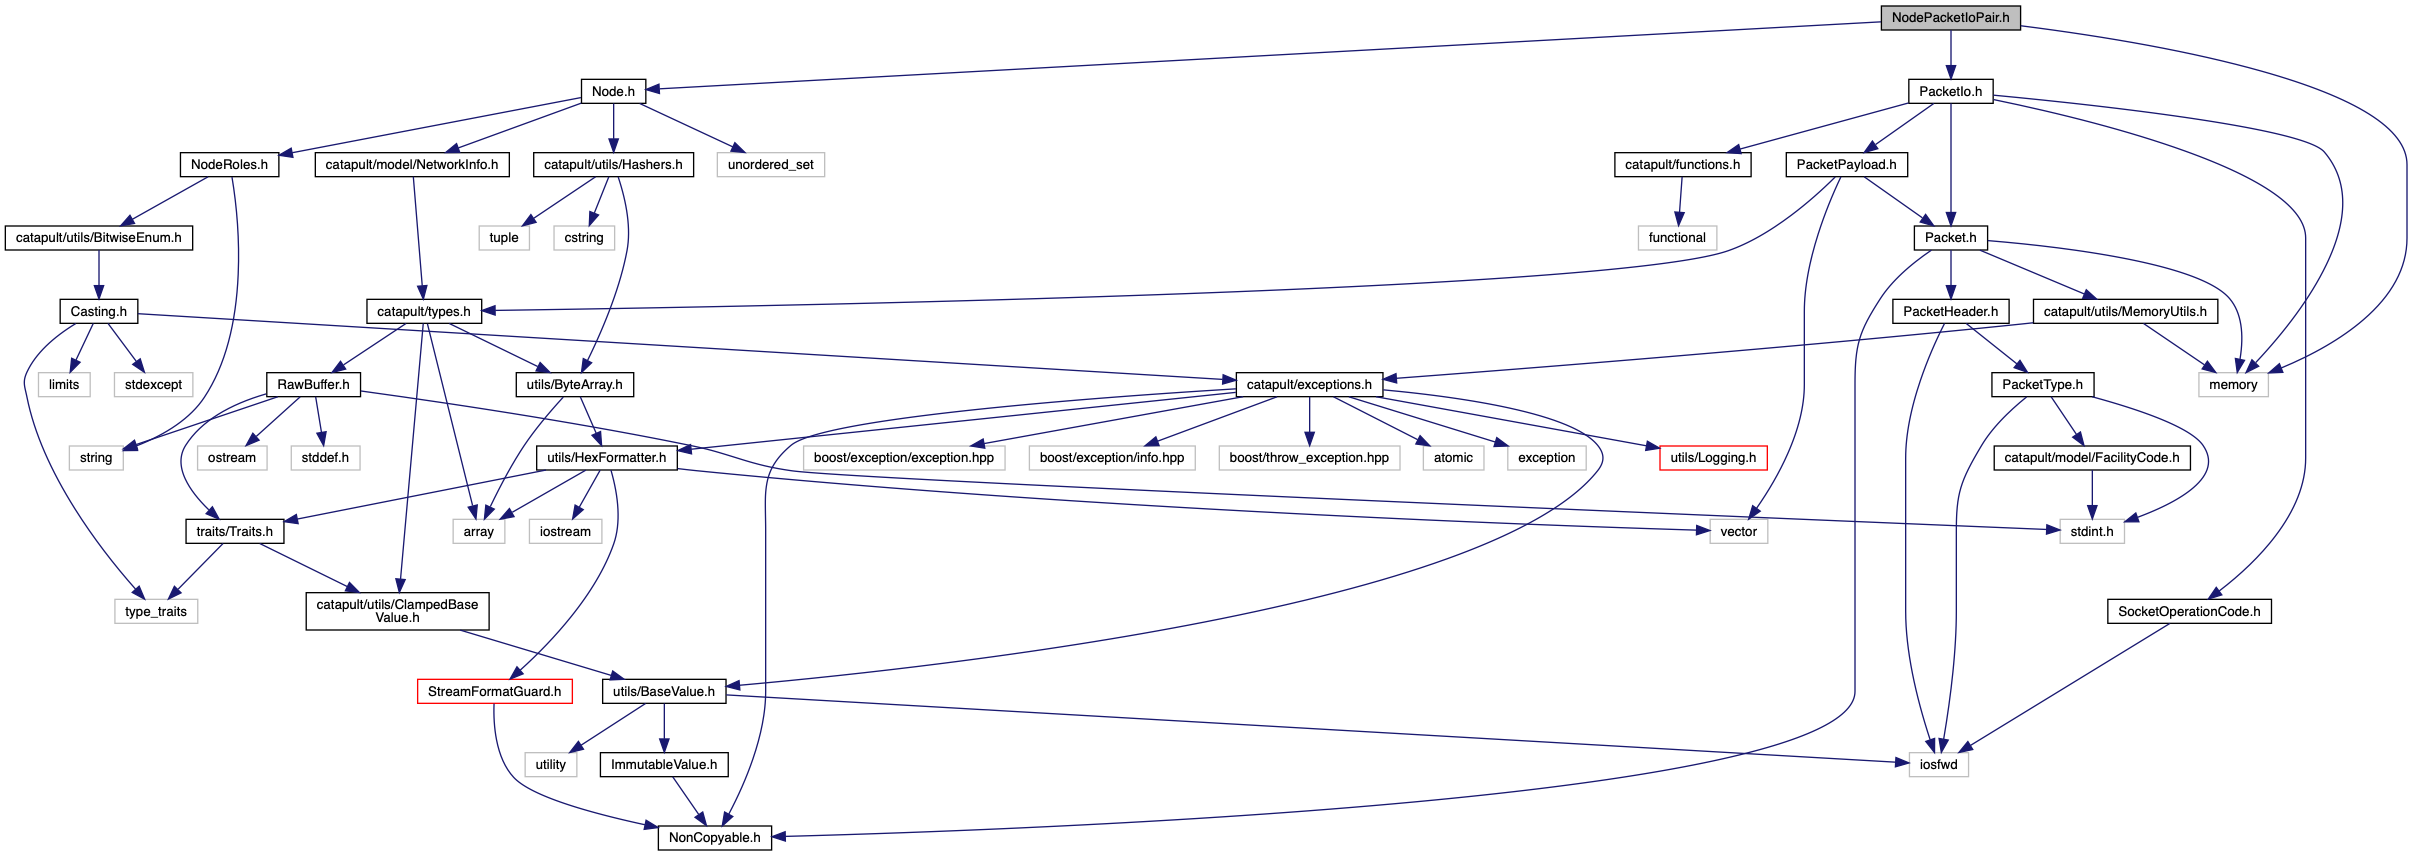 NodePacketIoPair.h
Node.h
PacketIo.h
NodeRoles.h
catapult/model/NetworkInfo.h
catapult/utils/Hashers.h
unordered_set
catapult/functions.h
PacketPayload.h
catapult/utils/BitwiseEnum.h
tuple
cstring
functional
Packet.h
Casting.h
catapult/types.h
PacketHeader.h
catapult/utils/MemoryUtils.h
limits
stdexcept
RawBuffer.h
utils/ByteArray.h
catapult/exceptions.h
PacketType.h
memory
string
ostream
stddef.h
utils/HexFormatter.h
boost/exception/exception.hpp
boost/exception/info.hpp
boost/throw_exception.hpp
atomic
exception
utils/Logging.h
catapult/model/FacilityCode.h
traits/Traits.h
array
iostream
vector
stdint.h
type_traits
catapult/utils/ClampedBase
Value.h
SocketOperationCode.h
StreamFormatGuard.h
utils/BaseValue.h
utility
ImmutableValue.h
iosfwd
NonCopyable.h